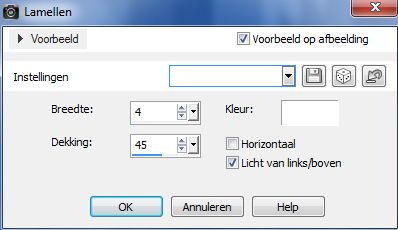 Lamellen
Voorbeeld
Voorbeeld op afbeelding
Instellingen
Breedte: 4 Kleur:
Dekking: 45
Horizontaal
Licht van links/boven
OK Annuleren Help